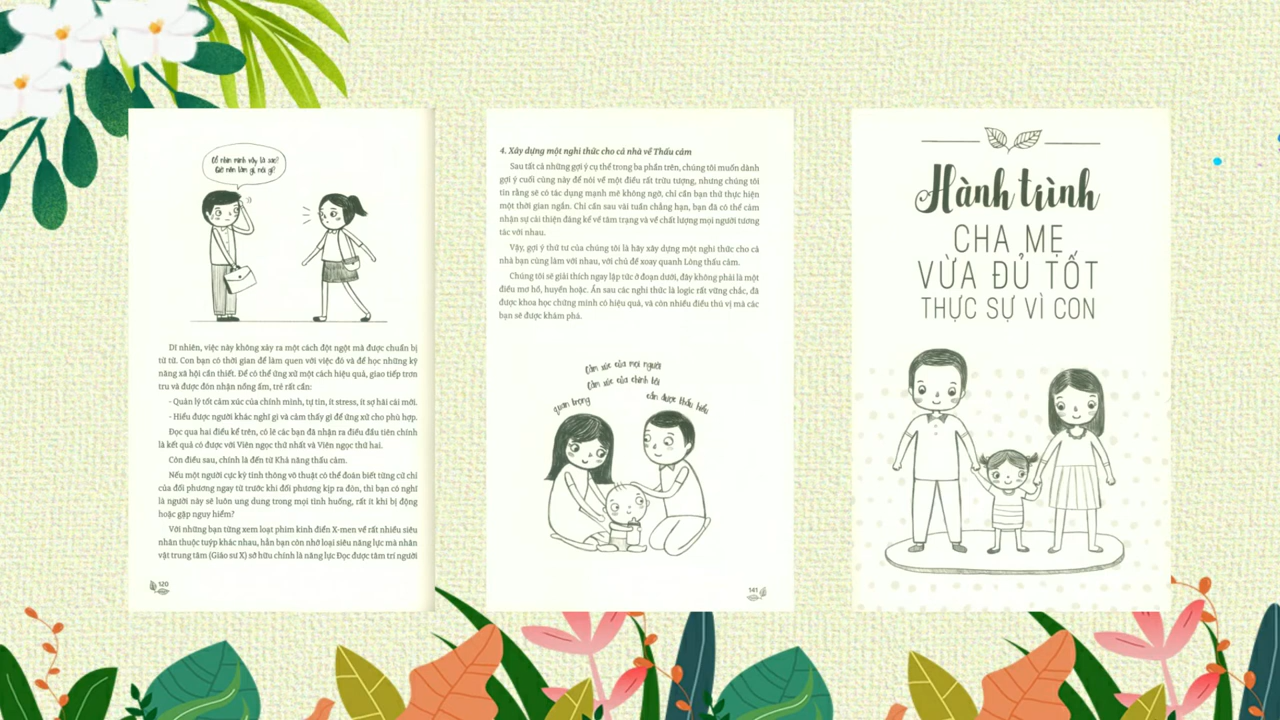 Cổ nhìn mình vậy là sao?
Giờ nên làm gì, nói gì?
Dĩ nhiên, việc này không xảy ra một cách đột ngột mà được chuẩn bị
từ từ. Con bạn có thời gian để làm quen với việc đó và để học những kỹ
năng xã hội cần thiết. Để có thể ứng xử một cách hiệu quả, giao tiếp trơn
tru và được đón nhận nồng ấm, trẻ rất cần:
- Quản lý tốt cảm xúc của chính mình, tự tin, ít stress, ít sợ hãi cái mới.
- Hiểu được người khác nghĩ gì và cảm thấy gì để ứng xử cho phù hợp.
Đọc qua hai điều kể trên, có lẽ các bạn đã nhận ra điều đầu tiên chính
là kết quả có được với Viên ngọc thứ nhất và Viên ngọc thứ hai.
Còn điều sau, chính là đến từ Khả năng thấu cảm.
Nếu một người cực kỳ tinh thông võ thuật có thể đoán biết từng cử chỉ
của đối phương ngay từ trước khi đối phương kịp ra đòn, thì bạn có nghĩ
là người này sẽ luôn ung dung trong mọi tình huống, rất ít khi bị động
hoặc gặp nguy hiểm?
Với những bạn từng xem loạt phim kinh điển X-men về rất nhiều siêu
nhân thuộc tuýp khác nhau, hẳn bạn còn nhớ loại siêu năng lực mà nhân
vật trung tâm (Giáo sư X) sở hữu chính là năng lực Đọc được tâm trí người
120
4. Xây dựng một nghi thức cho cả nhà về Thấu cảm
Sau tất cả những gợi ý cụ thể trong ba phần trên, chúng tôi muốn dành
gợi ý cuối cùng này để nói về một điều rất trừu tượng, nhưng chúng tôi
tin rằng sẽ có tác dụng mạnh mẽ không ngờ, chỉ cần bạn thử thực hiện
một thời gian ngắn. Chỉ cần sau vài tuần chẳng hạn, bạn đã có thể cảm
nhận sự cải thiện đáng kể về tâm trạng và về chất lượng mọi người tương
tác với nhau.
Vậy, gợi ý thứ tư của chúng tôi là hãy xây dựng một nghi thức cho cả
nhà bạn cùng làm với nhau, với chủ đề xoay quanh Lòng thấu cảm.
Chúng tôi sẽ giải thích ngay lập tức ở đoạn dưới, đây không phải là một
điều mơ hồ, huyền hoặc. Ẩn sau các nghi thức là logic rất vững chắc, đã
được khoa học chứng minh có hiệu quả, và còn nhiều điều thú vị mà các
bạn sẽ được khám phá.
Cảm xúc của mọi người
Cảm xúc của chính tôi
quan trọng
cần được thấu hiểu
141
Hành trình
CHA MẸ
VỪA ĐỦ TỐT
THỰC SỰ VÌ CON